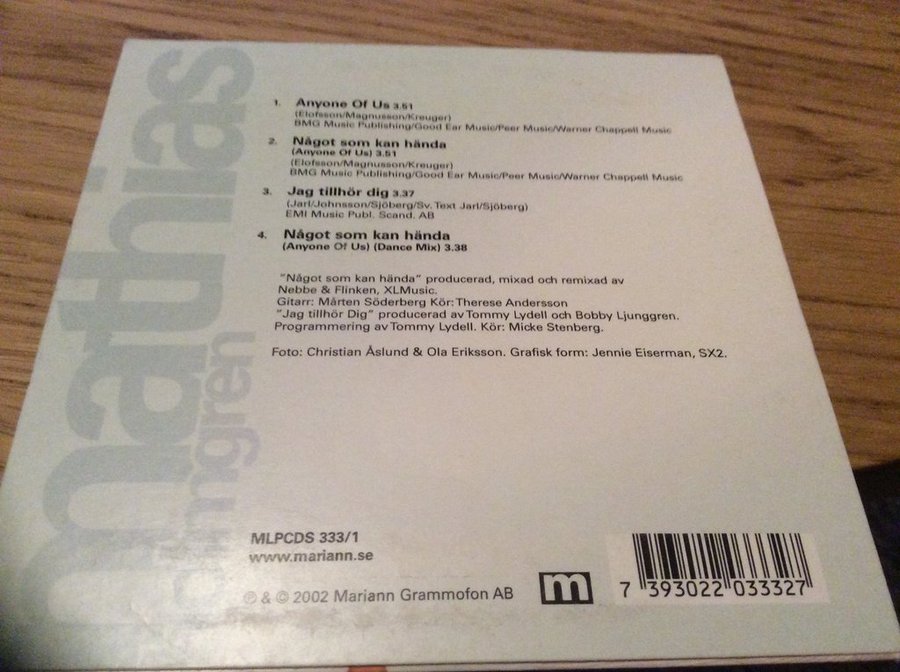 mathias
1. Anyone Of Us 3.51
(Elofsson/Magnusson/Kreuger)
BMG Music Publishing/Good Ear Music/Peer Music/Warner Chappell Music
2. Något som kan hända
(Anyone Of Us) 3.51
(Elofsson/Magnusson/Kreuger)
BMG Music Publishing/Good Ear Music/Peer Music/Warner Chappell Music
3. Jag tillhör dig 3.37
(Jarl/Johnsson/Sjöberg/Sv. Text Jarl/Sjöberg)
EMI Music Publ. Scand. AB
4. Något som kan hända
(Anyone Of Us) (Dance Mix) 3.38
"Något som kan hända" producerad, mixad och remixad av
Nebbe & Flinken, XLMusic.
Gitarr: Mårten Söderberg Kör: Therese Andersson
"Jag tillhör Dig" producerad av Tommy Lydell och Bobby Ljunggren.
Programmering av Tommy Lydell. Kör: Micke Stenberg.
Foto: Christian Åslund & Ola Eriksson. Grafisk form: Jennie Eiserman, SX2.
MLPCDS 333/1
www.mariann.se
℗ & © 2002 Mariann Grammofon AB
m
7 393022 033327